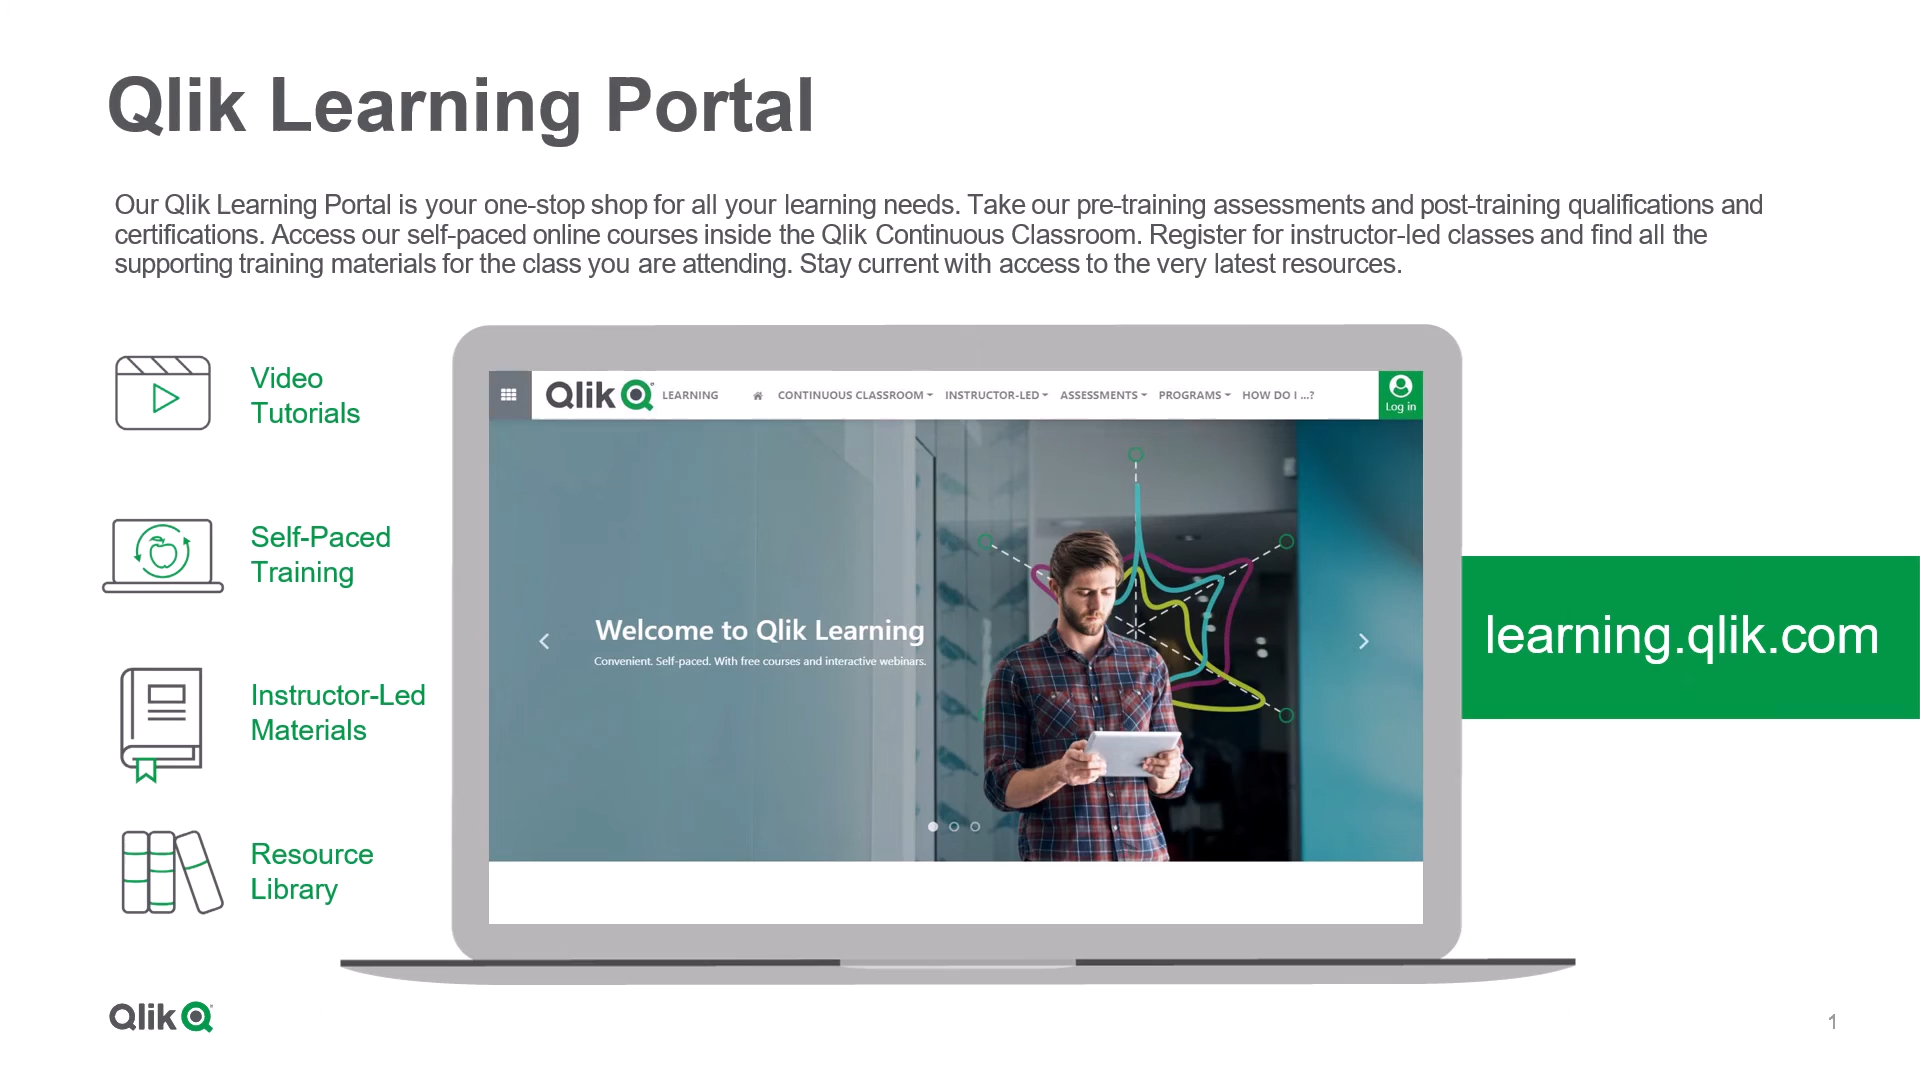 Qlik Learning Portal
Our Qlik Learning Portal is your one-stop shop for all your learning needs. Take our pre-training assessments and post-training qualifications and
certifications. Access our self-paced online courses inside the Qlik Continuous Classroom. Register for instructor-led classes and find all the
supporting training materials for the class you are attending. Stay current with access to the very latest resources.
Video
Tutorials
Self-Paced
Training
Instructor-Led
Materials
Resource
Library
Qlik LEARNING CONTINUOUS CLASSROOM INSTRUCTOR-LED ASSESSMENTS PROGRAMS HOW DO I ...?
Log in
Welcome to Qlik Learning
Convenient. Self-paced. With free courses and interactive webinars.
learning.qlik.com
Qlik
1